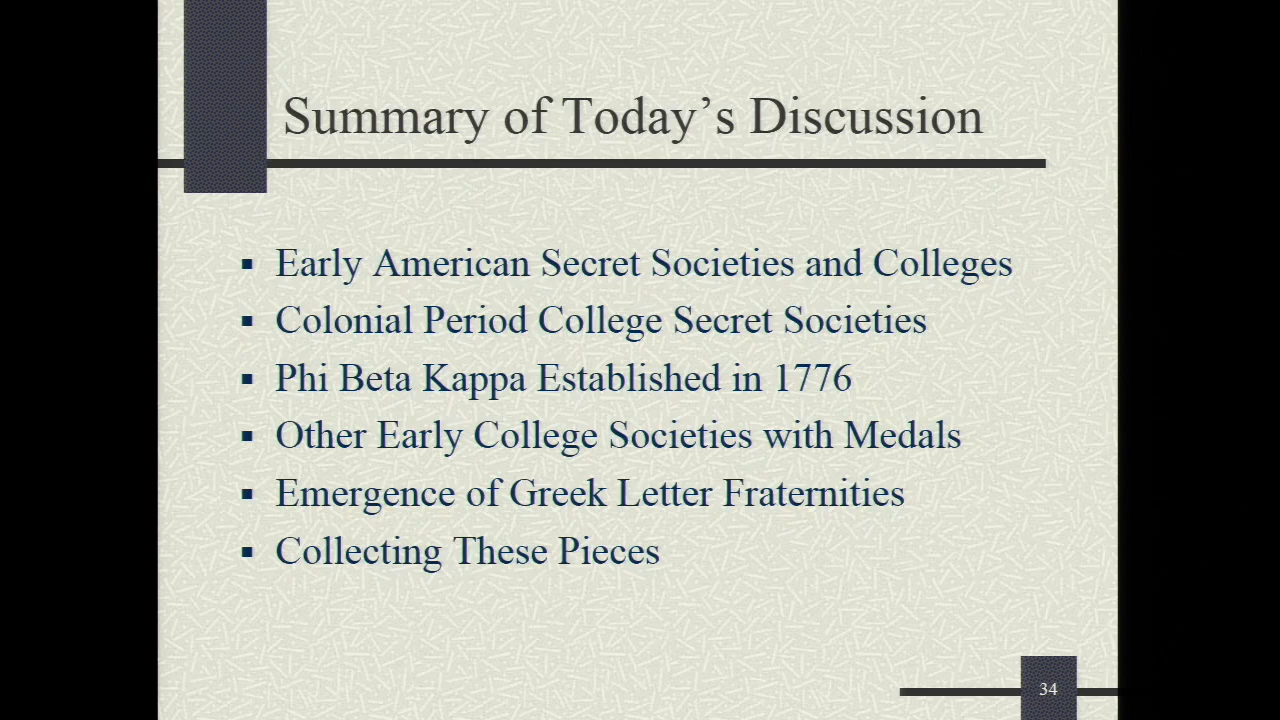 Summary of Today’s Discussion
▪ Early American Secret Societies and Colleges
▪ Colonial Period College Secret Societies
▪ Phi Beta Kappa Established in 1776
▪ Other Early College Societies with Medals
▪ Emergence of Greek Letter Fraternities
▪ Collecting These Pieces
34